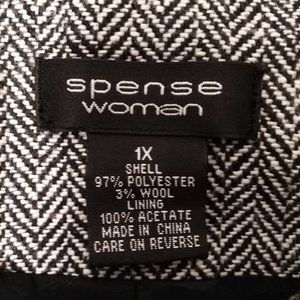 spense
woman
1X
SHELL
97% POLYESTER
3% WOOL
LINING
100% ACETATE
MADE IN CHINA
CARE ON REVERSE